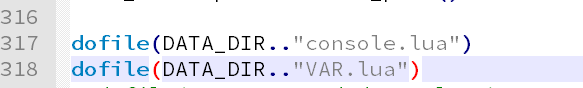 316
317 dofile(DATA_DIR.."console.lua")
318 dofile(DATA_DIR.."VAR.lua")